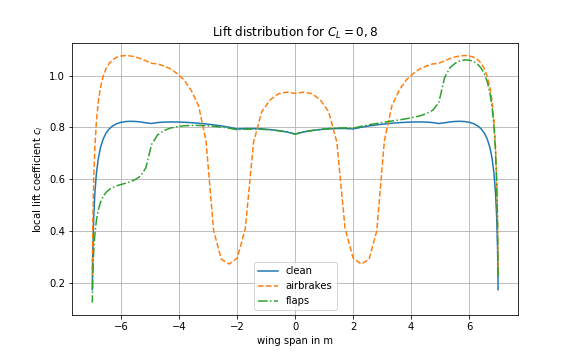 Lift distribution for C_L = 0, 8
local lift coefficient c_l
1.0
0.8
0.6
0.4
0.2
−6 −4 −2 0 2 4 6
wing span in m
clean
airbrakes
flaps